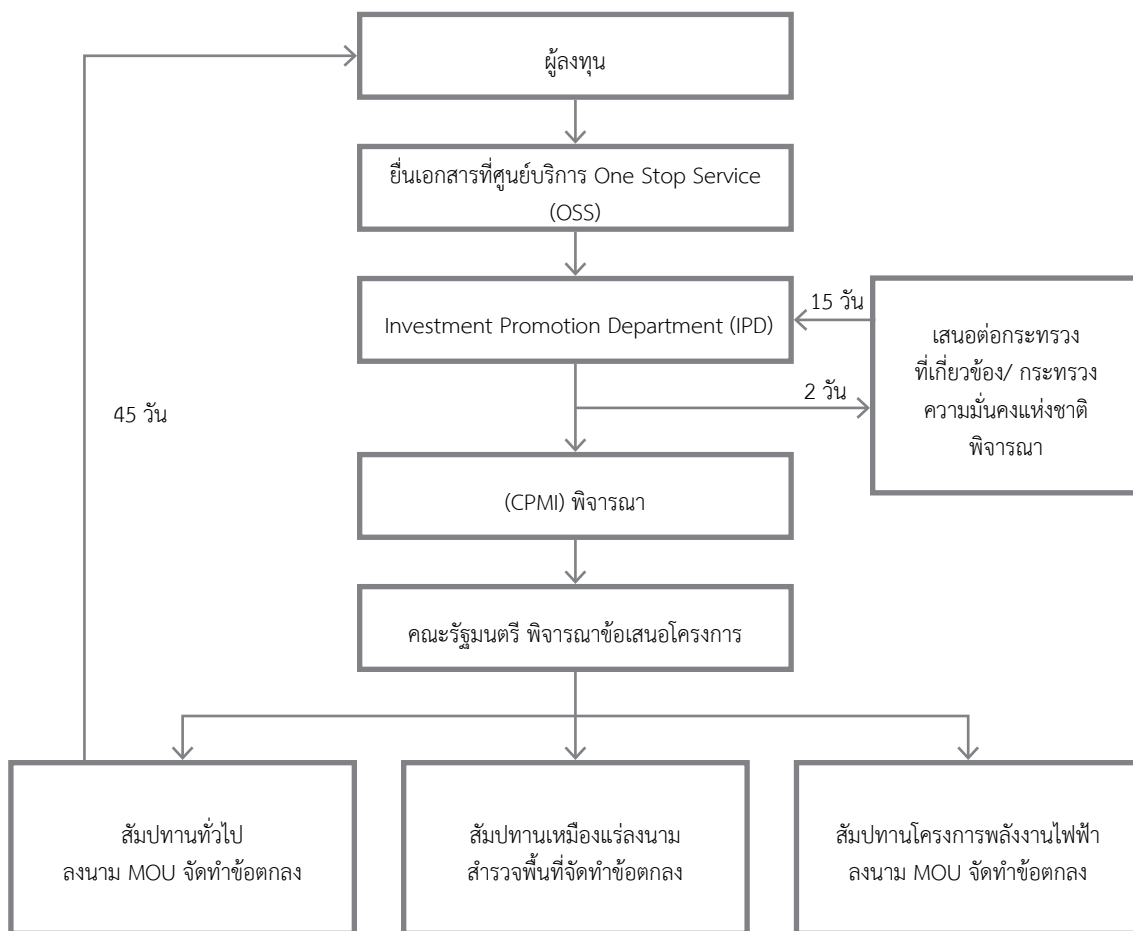 ผู้ลงทุน
ยื่นเอกสารที่ศูนย์บริการ One Stop Service
(OSS)
Investment Promotion Department (IPD)
15 วัน
เสนอต่อกระทรวง
ที่เกี่ยวข้อง/ กระทรวง
ความมั่นคงแห่งชาติ
พิจารณา
2 วัน
45 วัน
(CPMI) พิจารณา
คณะรัฐมนตรี พิจารณาข้อเสนอโครงการ
สัมปทานทั่วไป
ลงนาม MOU จัดทำข้อตกลง
สัมปทานเหมืองแร่ลงนาม
สำรวจพื้นที่จัดทำข้อตกลง
สัมปทานโครงการพลังงานไฟฟ้า
ลงนาม MOU จัดทำข้อตกลง